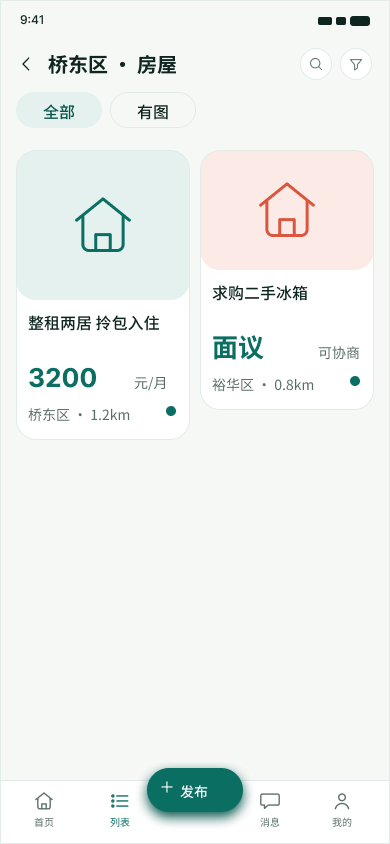 9:41
桥东区 · 房屋
全部
有图
整租两居 拎包入住
3200 元/月
桥东区 · 1.2km
求购二手冰箱
面议 可协商
裕华区 · 0.8km
首页
列表
发布
消息
我的